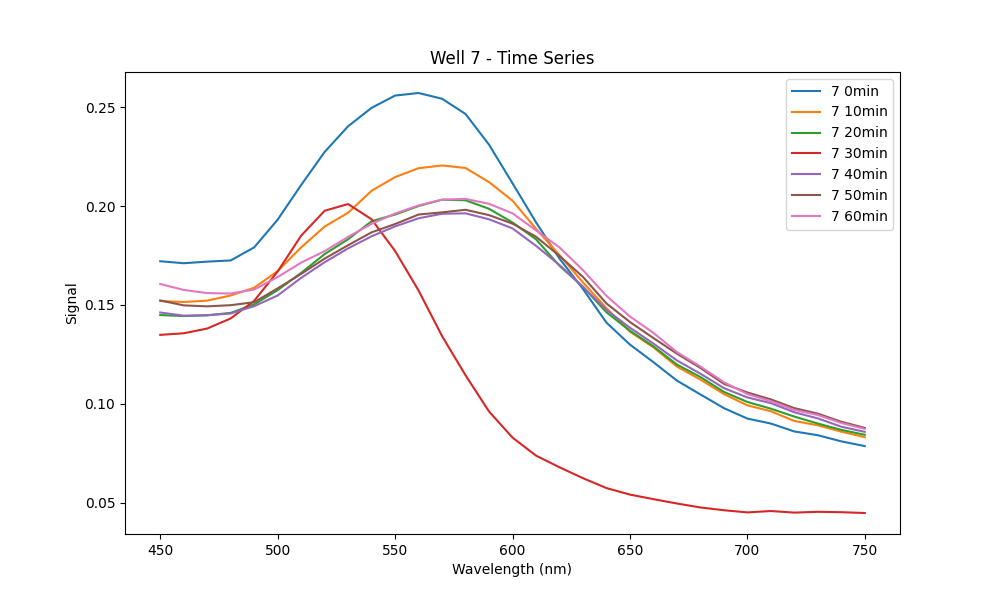 Well 7 - Time Series
7 0min
7 10min
7 20min
7 30min
7 40min
7 50min
7 60min
Signal
0.25
0.20
0.15
0.10
0.05
450 500 550 600 650 700 750
Wavelength (nm)